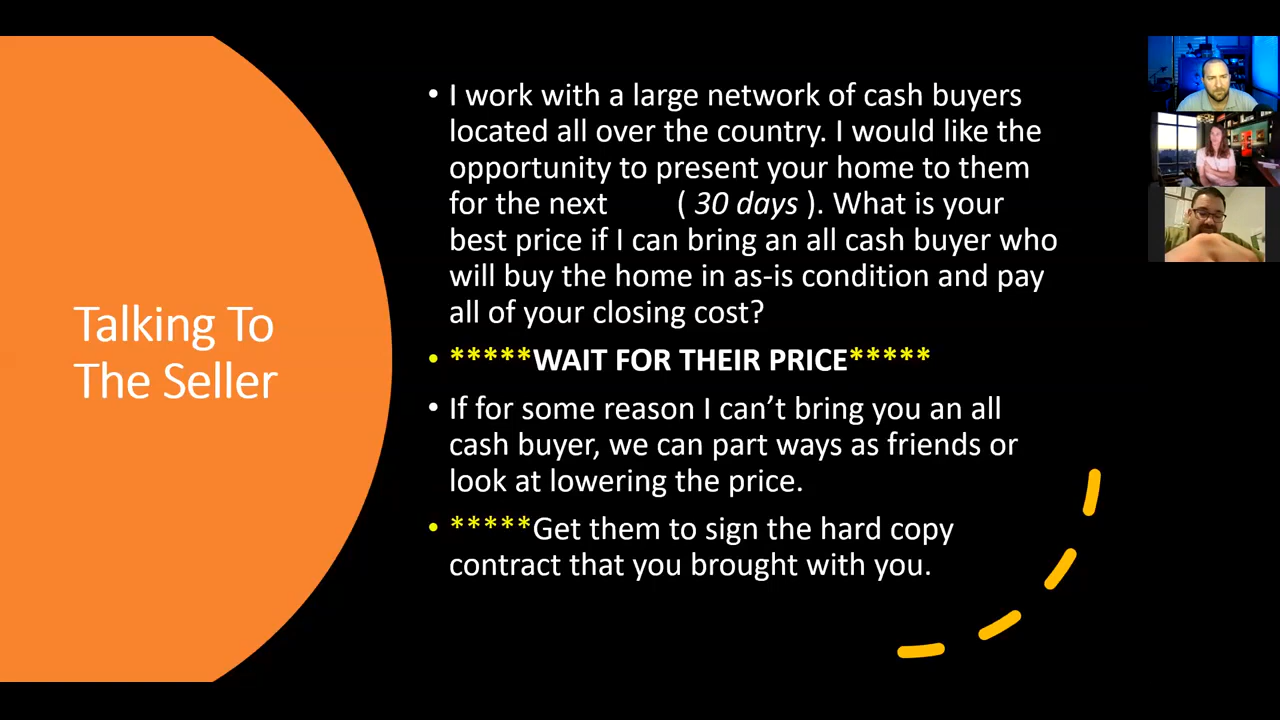 Talking To
The Seller
• I work with a large network of cash buyers
located all over the country. I would like the
opportunity to present your home to them
for the next ( 30 days ). What is your
best price if I can bring an all cash buyer who
will buy the home in as-is condition and pay
all of your closing cost?
• *****WAIT FOR THEIR PRICE*****
• If for some reason I can’t bring you an all
cash buyer, we can part ways as friends or
look at lowering the price.
• *****Get them to sign the hard copy
contract that you brought with you.